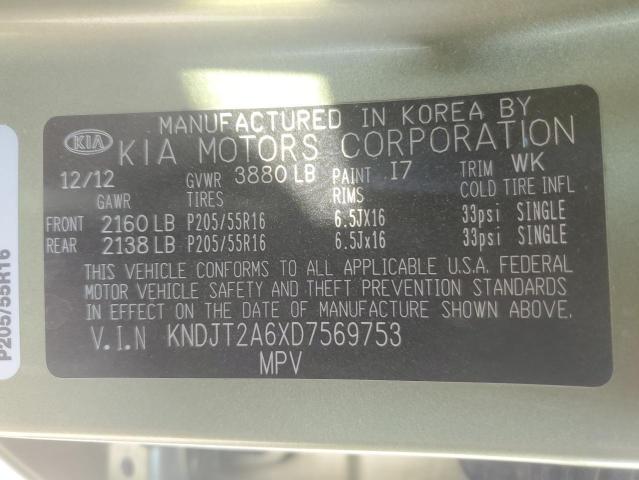 MANUFACTURED IN KOREA BY
KIA KIA MOTORS CORPORATION
12/12 GVWR 3880 LB PAINT I7 TRIM WK
GAWR TIRES RIMS COLD TIRE INFL
FRONT 2160 LB P205/55R16 6.5JX16 33psi SINGLE
REAR 2138 LB P205/55R16 6.5Jx16 33psi SINGLE
THIS VEHICLE CONFORMS TO ALL APPLICABLE U.S.A. FEDERAL
MOTOR VEHICLE SAFETY AND THEFT PREVENTION STANDARDS
IN EFFECT ON THE DATE OF MANUFACTURE SHOWN ABOVE.
V.I.N KNDJT2A6XD7569753
MPV
P205/55R16